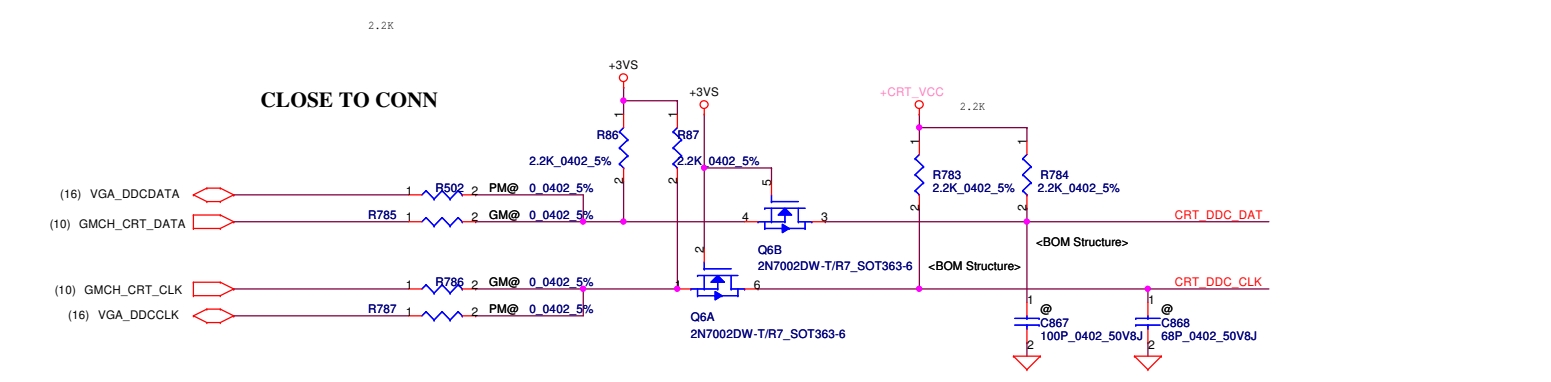 2.2K
+3VS
+3VS
CLOSE TO CONN
+CRT_VCC
2.2K
1
1
1
1
R86
R87
2.2K_0402_5%
2.2K_0402_5%
R783
2.2K_0402_5%
R784
2.2K_0402_5%
2
2
2
2
5
(16) VGA_DDCDATA
1
R502
2
PM@
0_0402_5%
(10) GMCH_CRT_DATA
R785
1
2
GM@
0_0402_5%
4
3
CRT_DDC_DAT
Q6B
2N7002DW-T/R7_SOT363-6
<BOM Structure>
<BOM Structure>
2
(10) GMCH_CRT_CLK
1
R786
2
GM@
0_0402_5%
1
6
CRT_DDC_CLK
(16) VGA_DDCCLK
R787
1
2
PM@
0_0402_5%
Q6A
2N7002DW-T/R7_SOT363-6
1
@
C867
100P_0402_50V8J
2
1
@
C868
68P_0402_50V8J
2